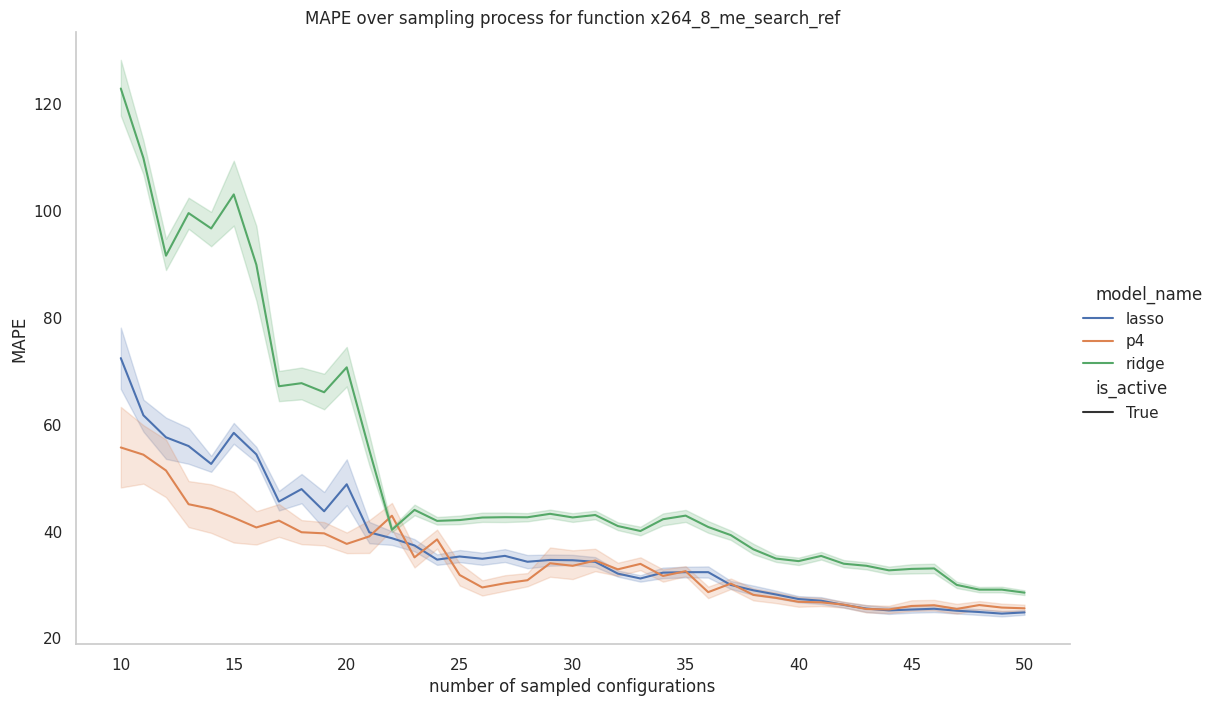 MAPE over sampling process for function x264_8_me_search_ref
MAPE
120
100
80
60
40
20
10 15 20 25 30 35 40 45 50
number of sampled configurations
model_name
lasso
p4
ridge
is_active
True